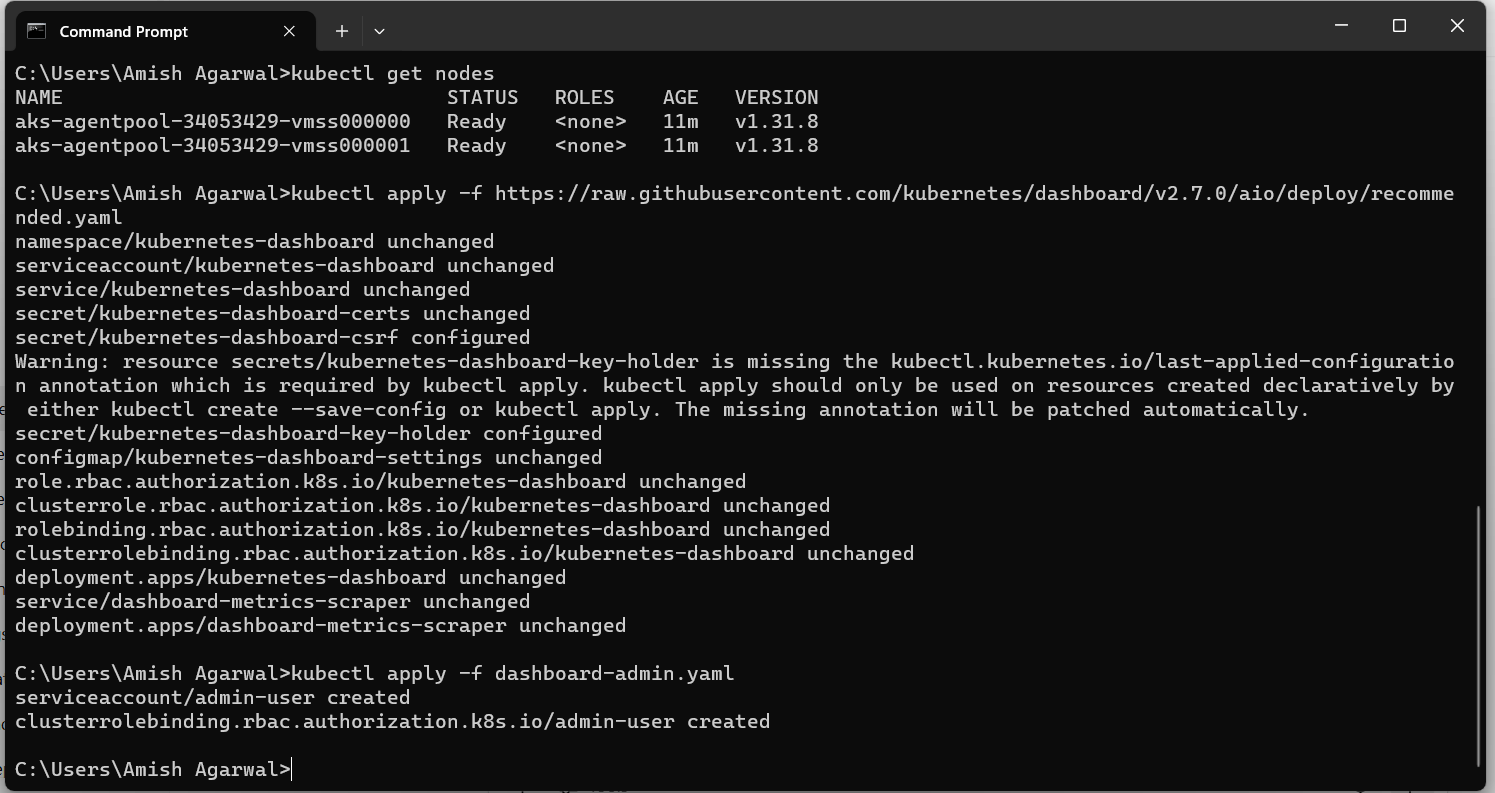 Command Prompt
C:\Users\Amish Agarwal>kubectl get nodes
NAME                                STATUS   ROLES    AGE   VERSION
aks-agentpool-34053429-vmss000000   Ready    <none>   11m   v1.31.8
aks-agentpool-34053429-vmss000001   Ready    <none>   11m   v1.31.8
C:\Users\Amish Agarwal>kubectl apply -f https://raw.githubusercontent.com/kubernetes/dashboard/v2.7.0/aio/deploy/recomme
nded.yaml
namespace/kubernetes-dashboard unchanged
serviceaccount/kubernetes-dashboard unchanged
service/kubernetes-dashboard unchanged
secret/kubernetes-dashboard-certs unchanged
secret/kubernetes-dashboard-csrf configured
Warning: resource secrets/kubernetes-dashboard-key-holder is missing the kubectl.kubernetes.io/last-applied-configuratio
n annotation which is required by kubectl apply. kubectl apply should only be used on resources created declaratively by
 either kubectl create --save-config or kubectl apply. The missing annotation will be patched automatically.
secret/kubernetes-dashboard-key-holder configured
configmap/kubernetes-dashboard-settings unchanged
role.rbac.authorization.k8s.io/kubernetes-dashboard unchanged
clusterrole.rbac.authorization.k8s.io/kubernetes-dashboard unchanged
rolebinding.rbac.authorization.k8s.io/kubernetes-dashboard unchanged
clusterrolebinding.rbac.authorization.k8s.io/kubernetes-dashboard unchanged
deployment.apps/kubernetes-dashboard unchanged
service/dashboard-metrics-scraper unchanged
deployment.apps/dashboard-metrics-scraper unchanged
C:\Users\Amish Agarwal>kubectl apply -f dashboard-admin.yaml
serviceaccount/admin-user created
clusterrolebinding.rbac.authorization.k8s.io/admin-user created
C:\Users\Amish Agarwal>